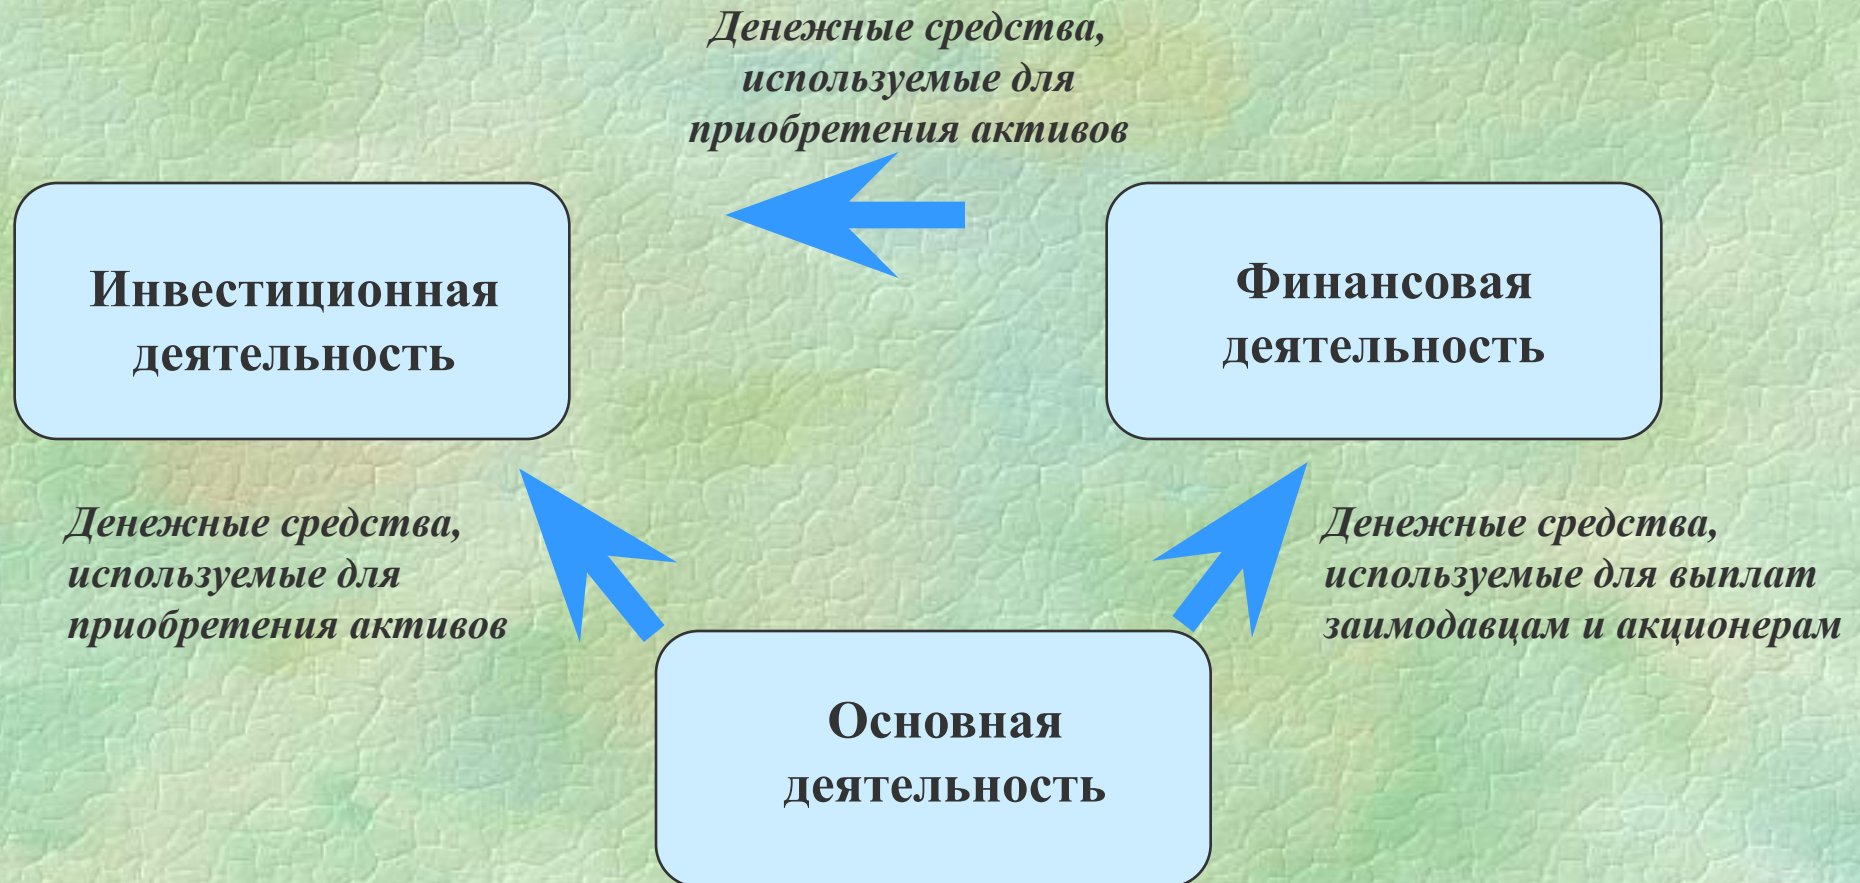 Денежные средства,
используемые для
приобретения активов
Инвестиционная
деятельность
Финансовая
деятельность
Денежные средства,
используемые для
приобретения активов
Денежные средства,
используемые для выплат
заимодавцам и акционерам
Основная
деятельность